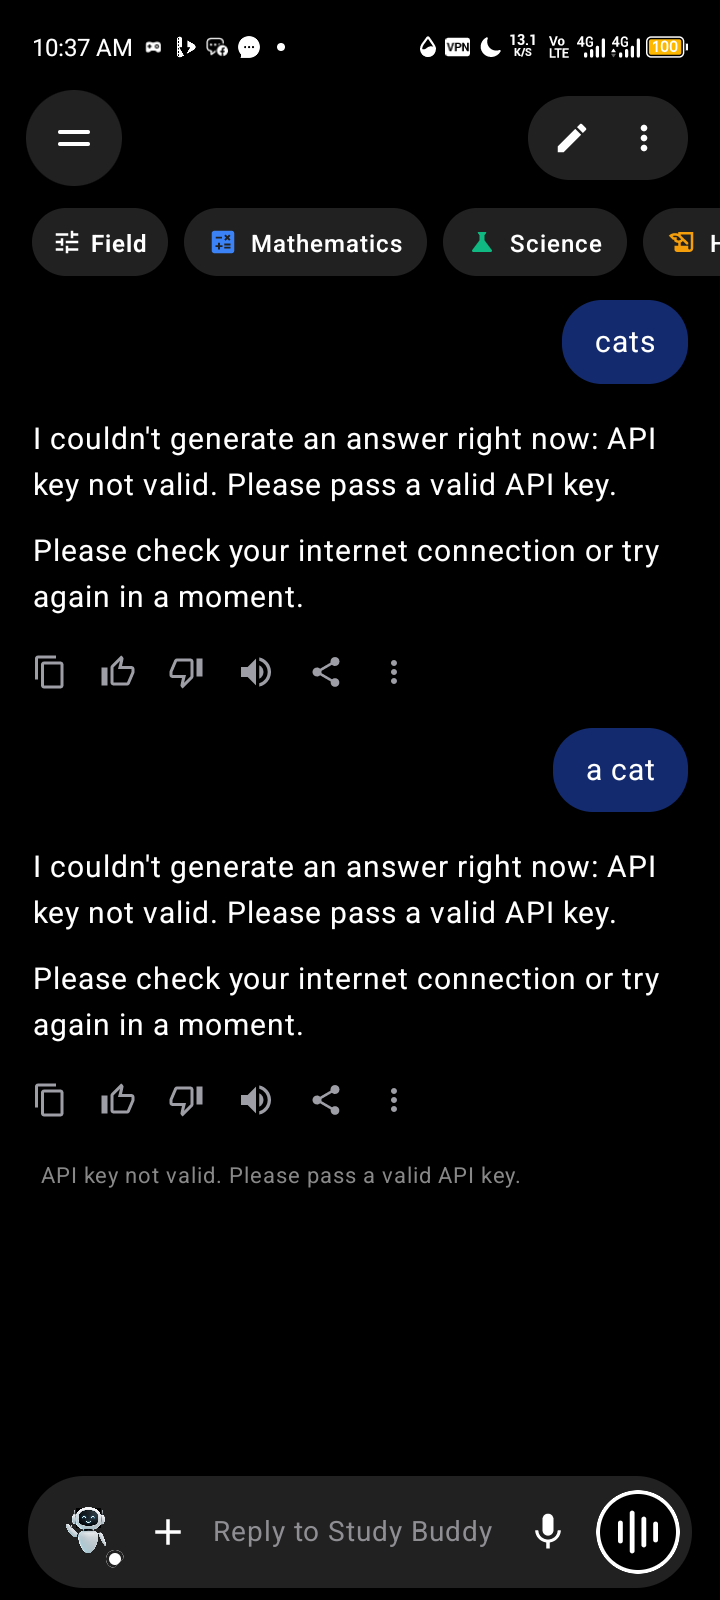 10:37 AM
VPN
13.1
K/S
Vo
LTE
4G
4G
100
Field
Mathematics
Science
H
cats
I couldn't generate an answer right now: API
key not valid. Please pass a valid API key.
Please check your internet connection or try
again in a moment.
a cat
I couldn't generate an answer right now: API
key not valid. Please pass a valid API key.
Please check your internet connection or try
again in a moment.
API key not valid. Please pass a valid API key.
Reply to Study Buddy